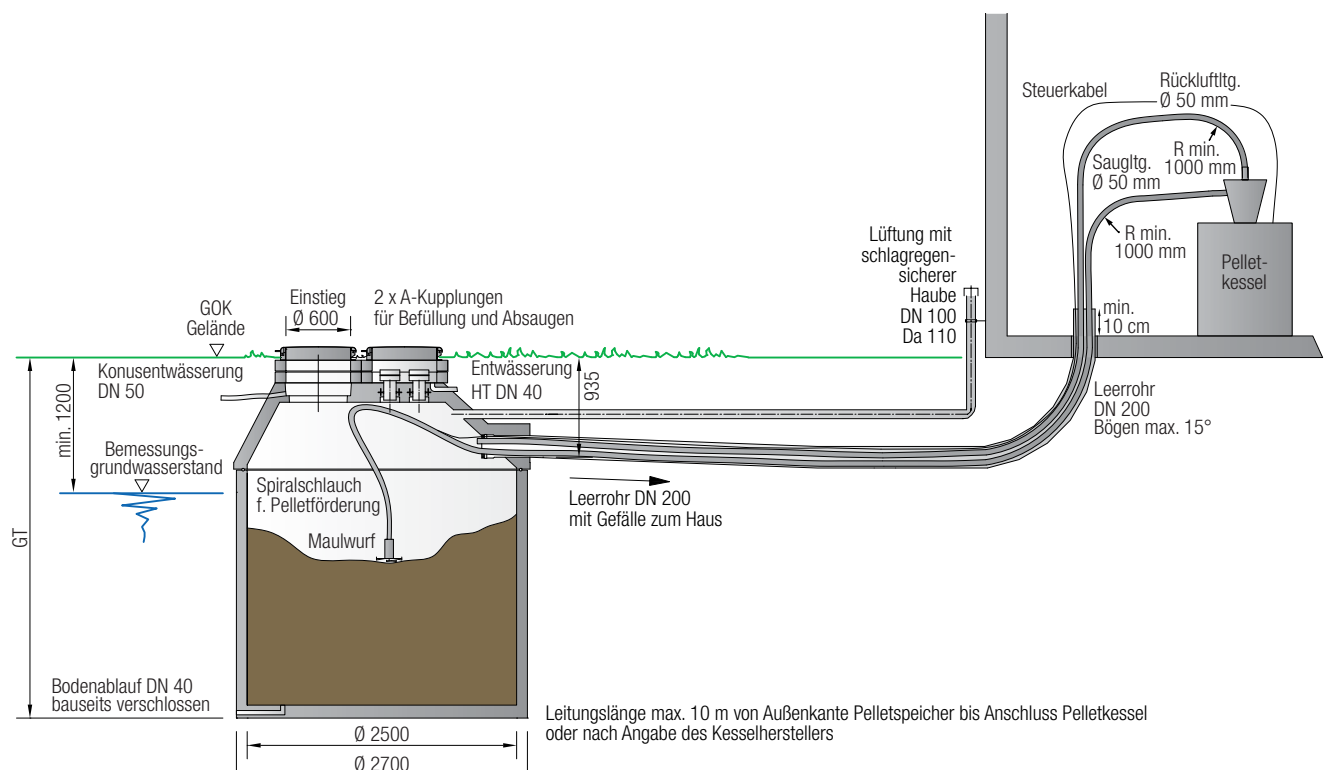 Steuerkabel
Rückluftltg.
Ø 50 mm
R min.
1000 mm
Saugltg.
Ø 50 mm
R min.
1000 mm
Pellet-
kessel
min.
10 cm
Lüftung mit
schlagregen-
sicherer
Haube
DN 100
Da 110
GOK
Gelände
Einstieg
Ø 600
2 x A-Kupplungen
für Befüllung und Absaugen
Konusentwässerung
DN 50
Entwässerung
HT DN 40
935
min. 1200
Leerrohr
DN 200
Bögen max. 15°
Bemessungs-
grundwasserstand
Spiralschlauch
f. Pelletförderung
Leerrohr DN 200
mit Gefälle zum Haus
GT
Maulwurf
Bodenablauf DN 40
bauseits verschlossen
Leitungslänge max. 10 m von Außenkante Pelletspeicher bis Anschluss Pelletkessel
oder nach Angabe des Kesselherstellers
Ø 2500
Ø 2700